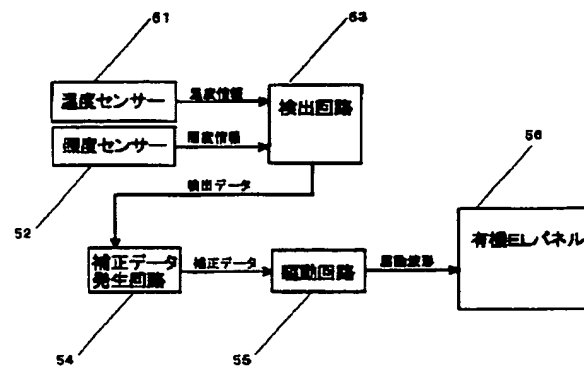 51
53
温度センサー
温度情報
検出回路
照度センサー
照度情報
56
検出データ
52
有機ELパネル
補正データ
発生回路
補正データ
駆動回路
駆動波形
54
55